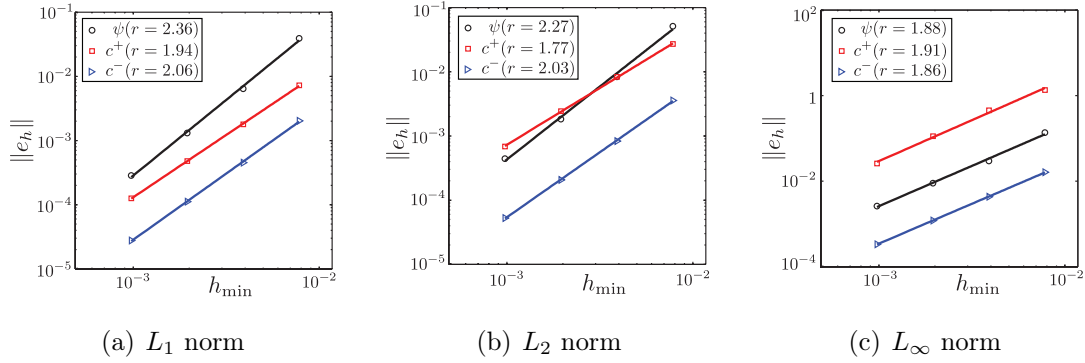 10⁻¹
10⁻²
10⁻³
10⁻⁴
10⁻⁵
‖e_h‖
ψ(r = 2.36)
c⁺(r = 1.94)
c⁻(r = 2.06)
10⁻³
h_min
10⁻²
(a) L₁ norm
10⁰
10⁻¹
10⁻²
10⁻³
10⁻⁴
10⁻⁵
‖e_h‖
ψ(r = 2.27)
c⁺(r = 1.77)
c⁻(r = 2.03)
10⁻³
h_min
10⁻²
(b) L₂ norm
10²
1
10⁻²
10⁻⁴
‖e_h‖
ψ(r = 1.88)
c⁺(r = 1.91)
c⁻(r = 1.86)
10⁻³
h_min
10⁻²
(c) L∞ norm